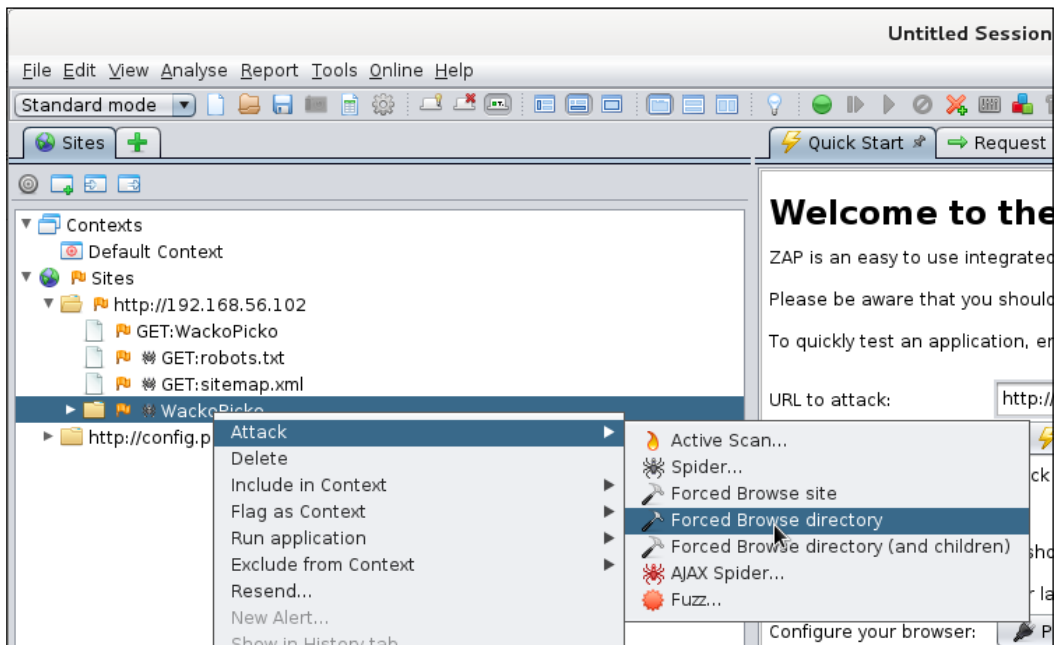 Untitled Session
File Edit View Analyse Report Tools Online Help
Standard mode
Sites
Quick Start
Request
Contexts
Default Context
Sites
http://192.168.56.102
GET:WackoPicko
GET:robots.txt
GET:sitemap.xml
WackoPicko
http://config.p
Attack
Delete
Include in Context
Flag as Context
Run application
Exclude from Context
Resend...
New Alert...
Show in History tab
Active Scan...
Spider...
Forced Browse site
Forced Browse directory
Forced Browse directory (and children)
AJAX Spider...
Fuzz...
Welcome to the
ZAP is an easy to use integrated
Please be aware that you should
To quickly test an application, en
URL to attack:
http://
Configure your browser: